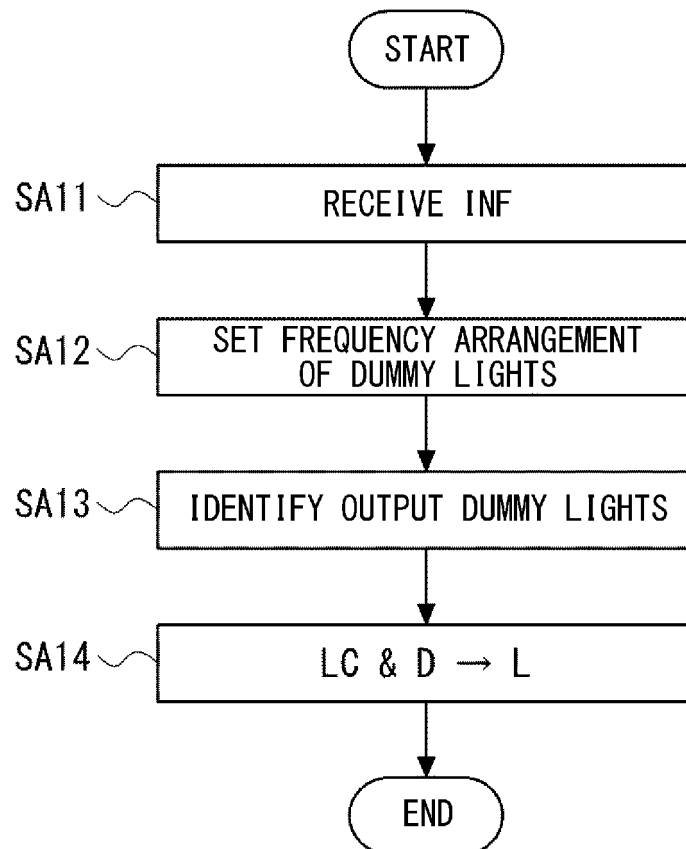 START
SA11
RECEIVE INF
SA12
SET FREQUENCY ARRANGEMENT
OF DUMMY LIGHTS
SA13
IDENTIFY OUTPUT DUMMY LIGHTS
SA14
LC & D → L
END